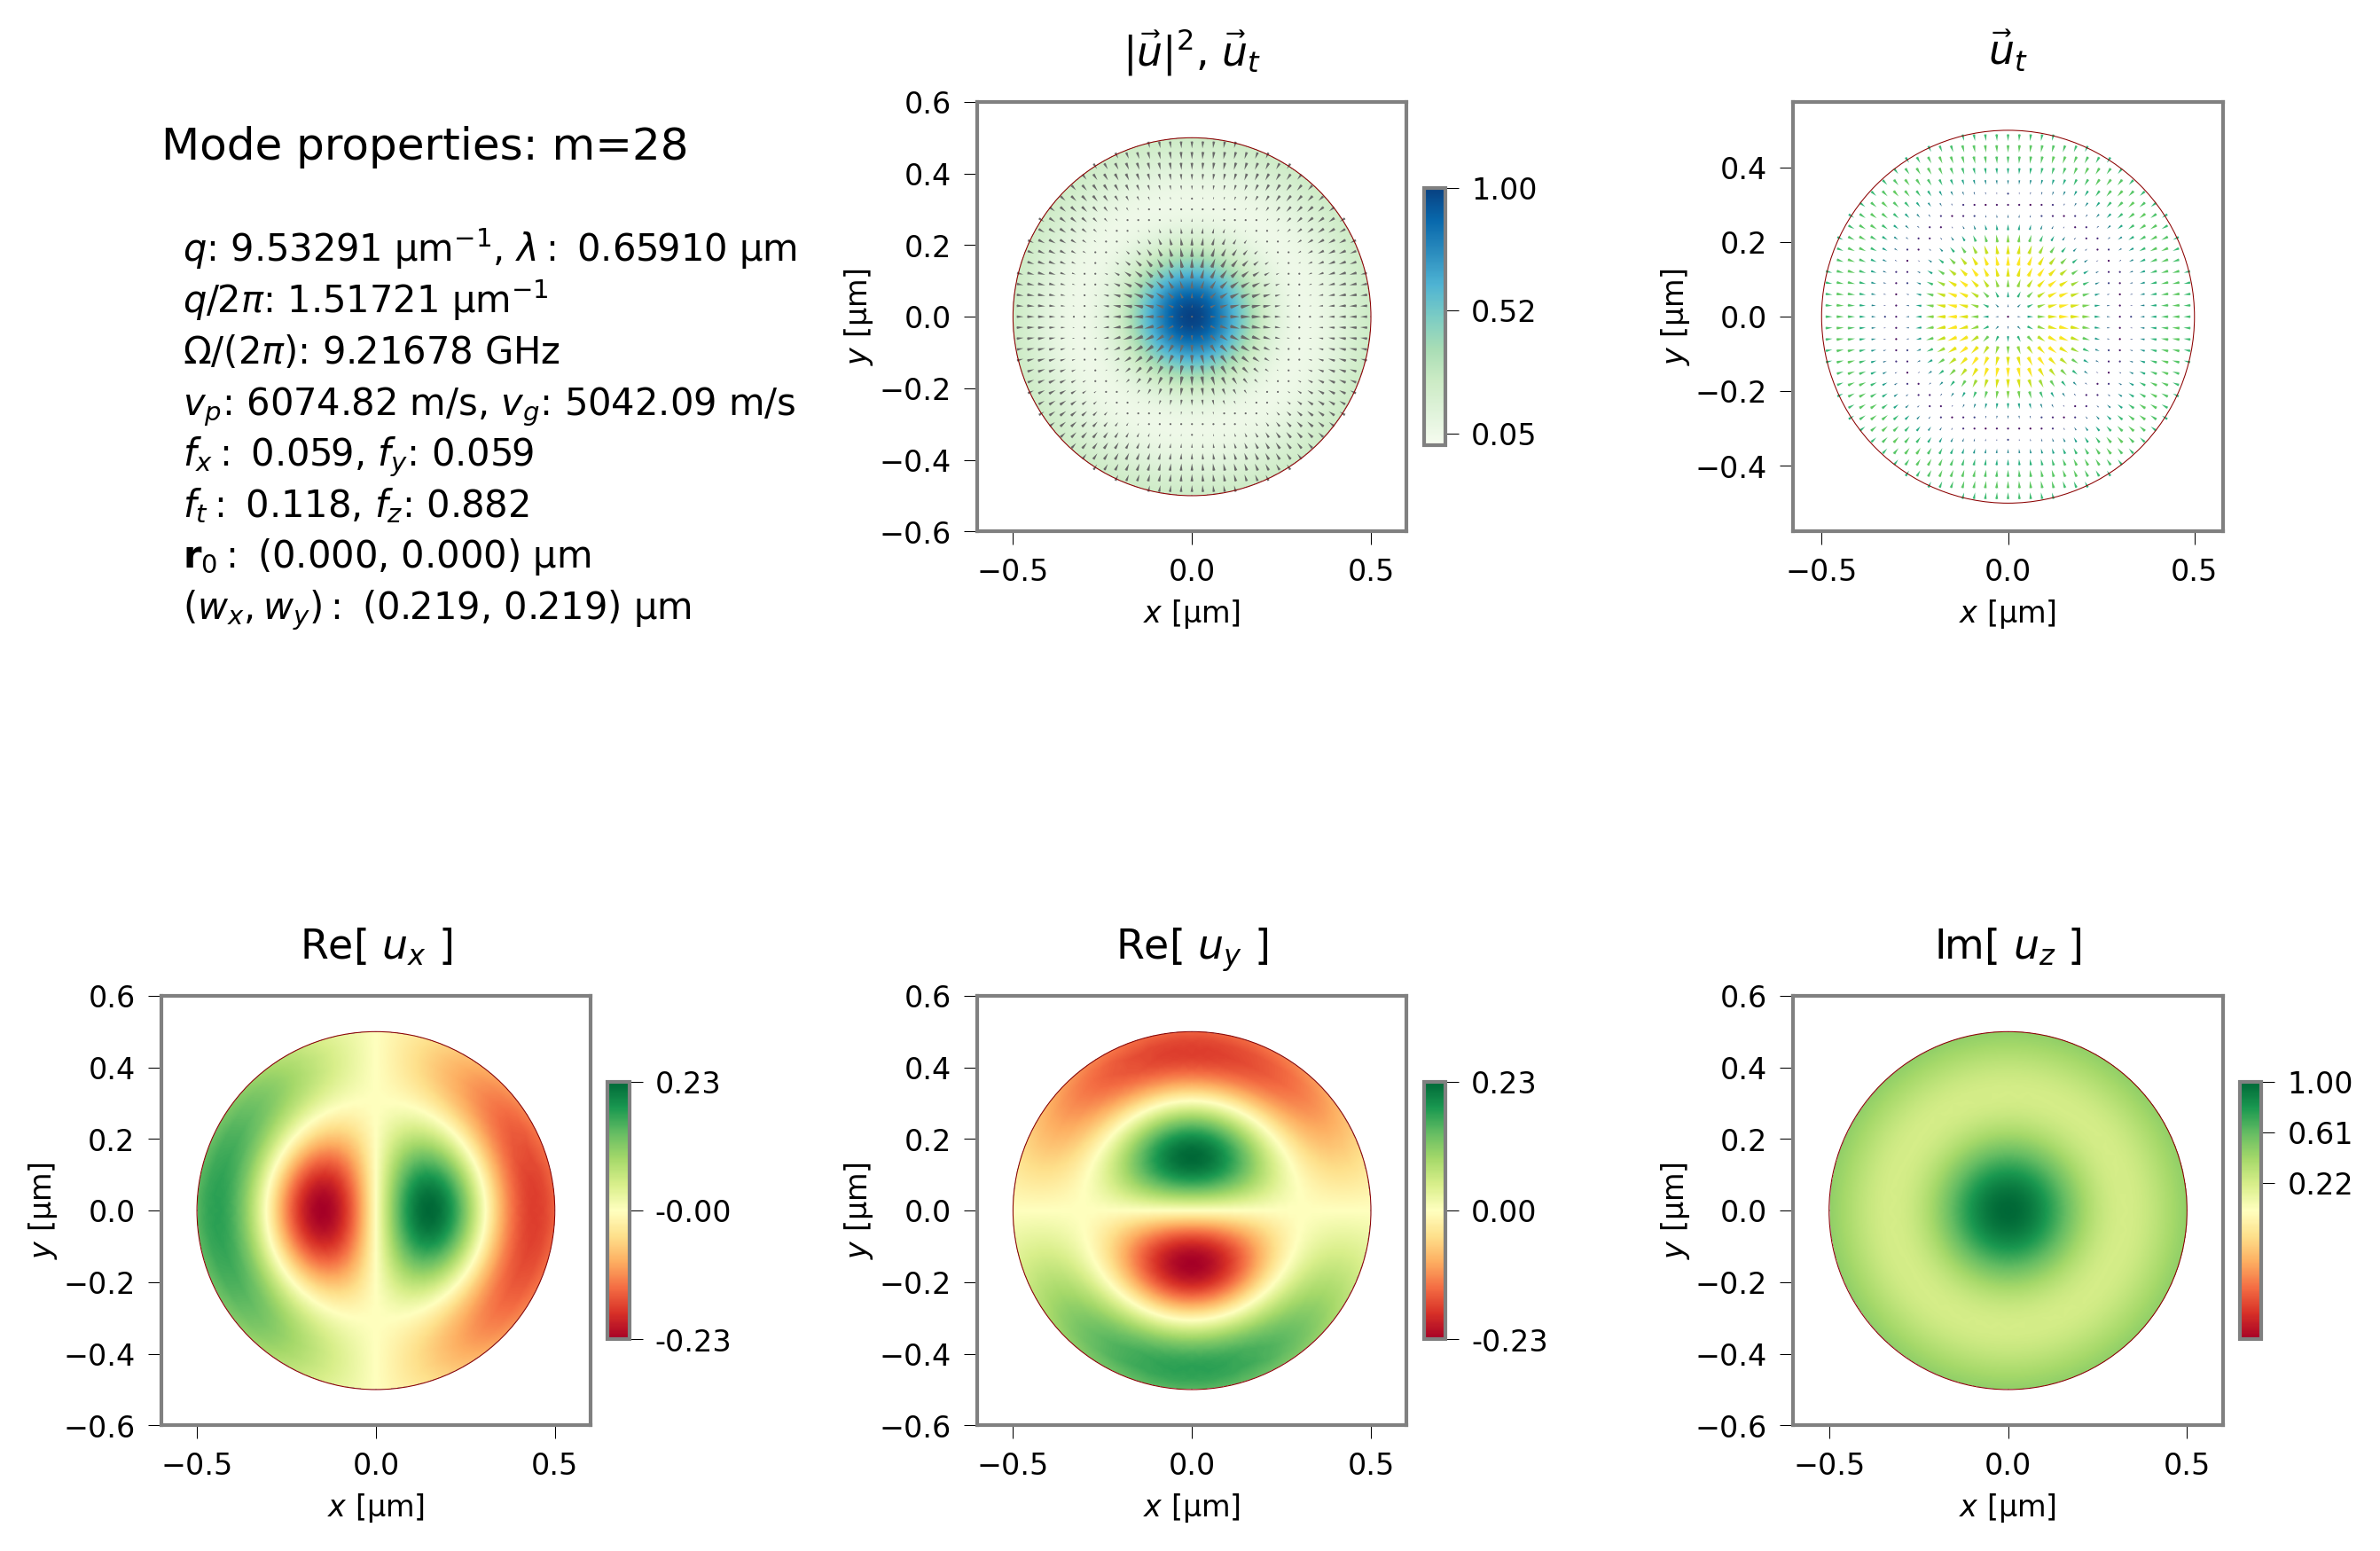 Mode properties: m=28
q: 9.53291 μm⁻¹, λ : 0.65910 μm
q/2π: 1.51721 μm⁻¹
Ω/(2π): 9.21678 GHz
vₚ: 6074.82 m/s, v_g: 5042.09 m/s
fₓ : 0.059, f_y: 0.059
f_t : 0.118, f_z: 0.882
r₀ : (0.000, 0.000) μm
(wₓ, w_y) : (0.219, 0.219) μm
|u⃗|², u⃗_t
0.6
0.4
0.2
0.0
−0.2
−0.4
−0.6
y [μm]
−0.5 0.0 0.5
x [μm]
1.00
0.52
0.05
u⃗_t
0.4
0.2
0.0
−0.2
−0.4
y [μm]
−0.5 0.0 0.5
x [μm]
Re[ uₓ ]
0.6
0.4
0.2
0.0
−0.2
−0.4
−0.6
y [μm]
−0.5 0.0 0.5
x [μm]
0.23
-0.00
-0.23
Re[ u_y ]
0.6
0.4
0.2
0.0
−0.2
−0.4
−0.6
y [μm]
−0.5 0.0 0.5
x [μm]
0.23
0.00
-0.23
Im[ u_z ]
0.6
0.4
0.2
0.0
−0.2
−0.4
−0.6
y [μm]
−0.5 0.0 0.5
x [μm]
1.00
0.61
0.22